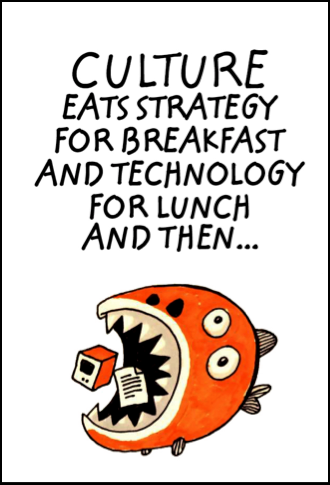 CULTURE
EATS STRATEGY
FOR BREAKFAST
AND TECHNOLOGY
FOR LUNCH
AND THEN...